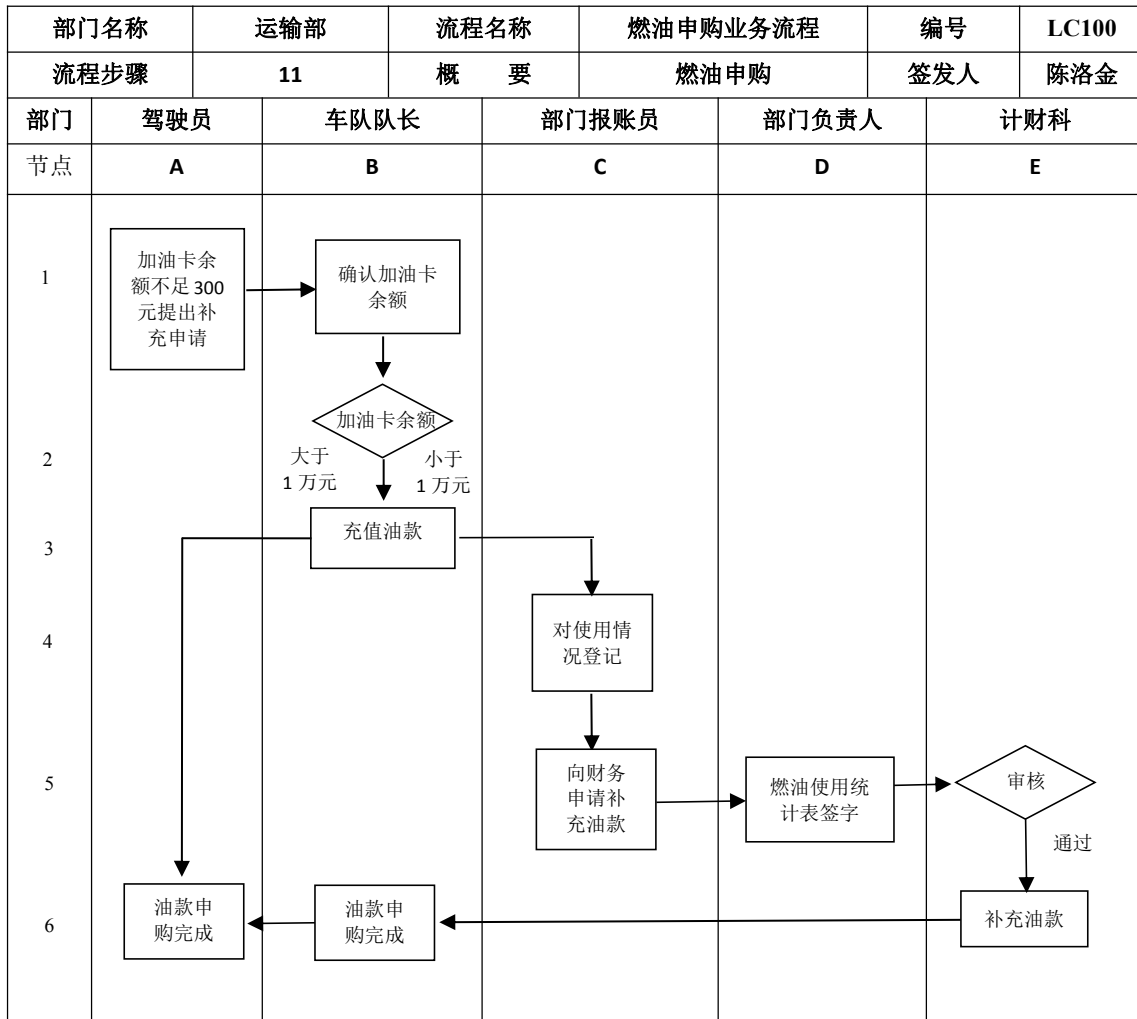 部门名称 运输部 流程名称 燃油申购业务流程 编号 LC100
流程步骤 11 概 要 燃油申购 签发人 陈洛金
部门 驾驶员 车队队长 部门报账员 部门负责人 计财科
节点 A B C D E
1
加油卡余
额不足 300
元提出补
充申请
确认加油卡
余额
加油卡余额
2
大于
1 万元
小于
1 万元
3
充值油款
4
对使用情
况登记
5
向财务
申请补
充油款
燃油使用统
计表签字
审核
通过
6
油款申
购完成
油款申
购完成
补充油款